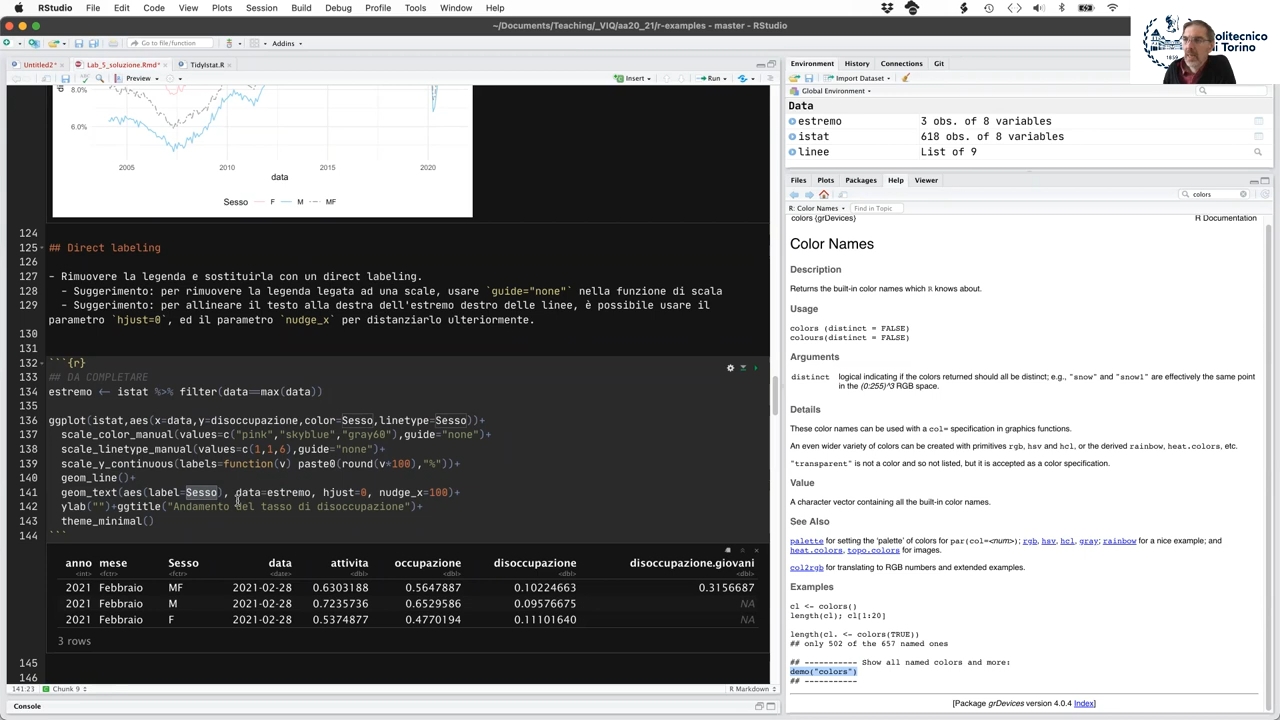 RStudio File Edit Code View Plots Session Build Debug Profile Tools Window Help
~/Documents/Teaching/_VIQ/aa20_21/r-examples - master - RStudio
Go to file/function Addins
Politecnico
di Torino
1859
Untitled2* Lab_5_soluzione.Rmd* TidyIstat.R
Preview Insert Run
8.0%
6.0%
2005 2010 2015 2020
data
Sesso F M MF
124
125 ## Direct labeling
126
127 - Rimuovere la legenda e sostituirla con un direct labeling.
128 - Suggerimento: per rimuovere la legenda legata ad una scale, usare `guide="none"` nella funzione di scala
129 - Suggerimento: per allineare il testo alla destra dell'estremo destro delle linee, è possibile usare il
parametro `hjust=0`, ed il parametro `nudge_x` per distanziarlo ulteriormente.
130
131
132 ```{r}
133 ## DA COMPLETARE
134 estremo <- istat %>% filter(data==max(data))
135
136 ggplot(istat,aes(x=data,y=disoccupazione,color=Sesso,linetype=Sesso))+
137 scale_color_manual(values=c("pink","skyblue","gray60"),guide="none")+
138 scale_linetype_manual(values=c(1,1,6),guide="none")+
139 scale_y_continuous(labels=function(v) paste0(round(v*100),"%"))+
140 geom_line()+
141 geom_text(aes(label=Sesso), data=estremo, hjust=0, nudge_x=100)+
142 ylab("")+ggtitle("Andamento del tasso di disoccupazione")+
143 theme_minimal()
144 ```
anno mese Sesso data attivita occupazione disoccupazione disoccupazione.giovani
<int> <fctr> <fctr> <date> <dbl> <dbl> <dbl> <dbl>
2021 Febbraio MF 2021-02-28 0.6303188 0.5647887 0.10224663 0.3156687
2021 Febbraio M 2021-02-28 0.7235736 0.6529586 0.09576675 NA
2021 Febbraio F 2021-02-28 0.5374877 0.4770194 0.11101640 NA
3 rows
145
146
141:23 Chunk 9 R Markdown
Console
Environment History Connections Git
Import Dataset
Global Environment
Data
estremo 3 obs. of 8 variables
istat 618 obs. of 8 variables
linee List of 9
Files Plots Packages Help Viewer
colors
R: Color Names Find in Topic
colors {grDevices} R Documentation
Color Names
Description
Returns the built-in color names which R knows about.
Usage
colors (distinct = FALSE)
colours(distinct = FALSE)
Arguments
distinct logical indicating if the colors returned should all be distinct; e.g., "snow" and "snow1" are effectively the same point
in the (0:255)^3 RGB space.
Details
These color names can be used with a col= specification in graphics functions.
An even wider variety of colors can be created with primitives rgb, hsv and hcl, or the derived rainbow, heat.colors, etc.
"transparent" is not a color and so not listed, but it is accepted as a color specification.
Value
A character vector containing all the built-in color names.
See Also
palette for setting the 'palette' of colors for par(col=<num>); rgb, hsv, hcl, gray; rainbow for a nice example; and
heat.colors, topo.colors for images.
col2rgb for translating to RGB numbers and extended examples.
Examples
cl <- colors()
length(cl); cl[1:20]
length(cl. <- colors(TRUE))
## only 502 of the 657 named ones
## ----------- Show all named colors and more:
demo("colors")
## -----------
[Package grDevices version 4.0.4 Index]